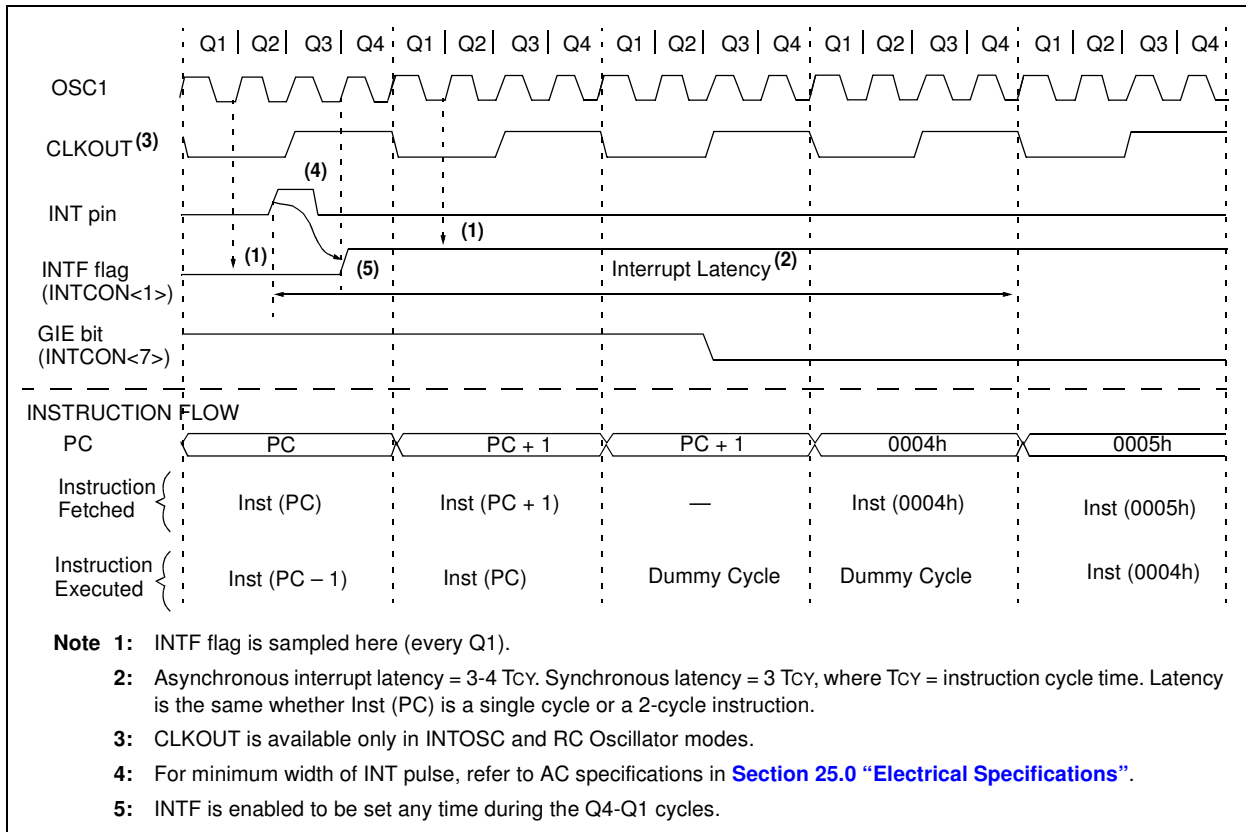 Q1 | Q2 | Q3 | Q4 Q1 | Q2 | Q3 | Q4 Q1 | Q2 | Q3 | Q4 Q1 | Q2 | Q3 | Q4 Q1 | Q2 | Q3 | Q4
OSC1
CLKOUT (3)
(4)
INT pin
(1)
(1)
INTF flag
(INTCON<1>)
(5)
Interrupt Latency (2)
GIE bit
(INTCON<7>)
INSTRUCTION FLOW
PC PC PC + 1 PC + 1 0004h 0005h
Instruction
Fetched
Inst (PC) Inst (PC + 1) — Inst (0004h) Inst (0005h)
Instruction
Executed
Inst (PC – 1) Inst (PC) Dummy Cycle Dummy Cycle Inst (0004h)
Note 1: INTF flag is sampled here (every Q1).
2: Asynchronous interrupt latency = 3-4 TCY. Synchronous latency = 3 TCY, where TCY = instruction cycle time. Latency
is the same whether Inst (PC) is a single cycle or a 2-cycle instruction.
3: CLKOUT is available only in INTOSC and RC Oscillator modes.
4: For minimum width of INT pulse, refer to AC specifications in Section 25.0 “Electrical Specifications”.
5: INTF is enabled to be set any time during the Q4-Q1 cycles.